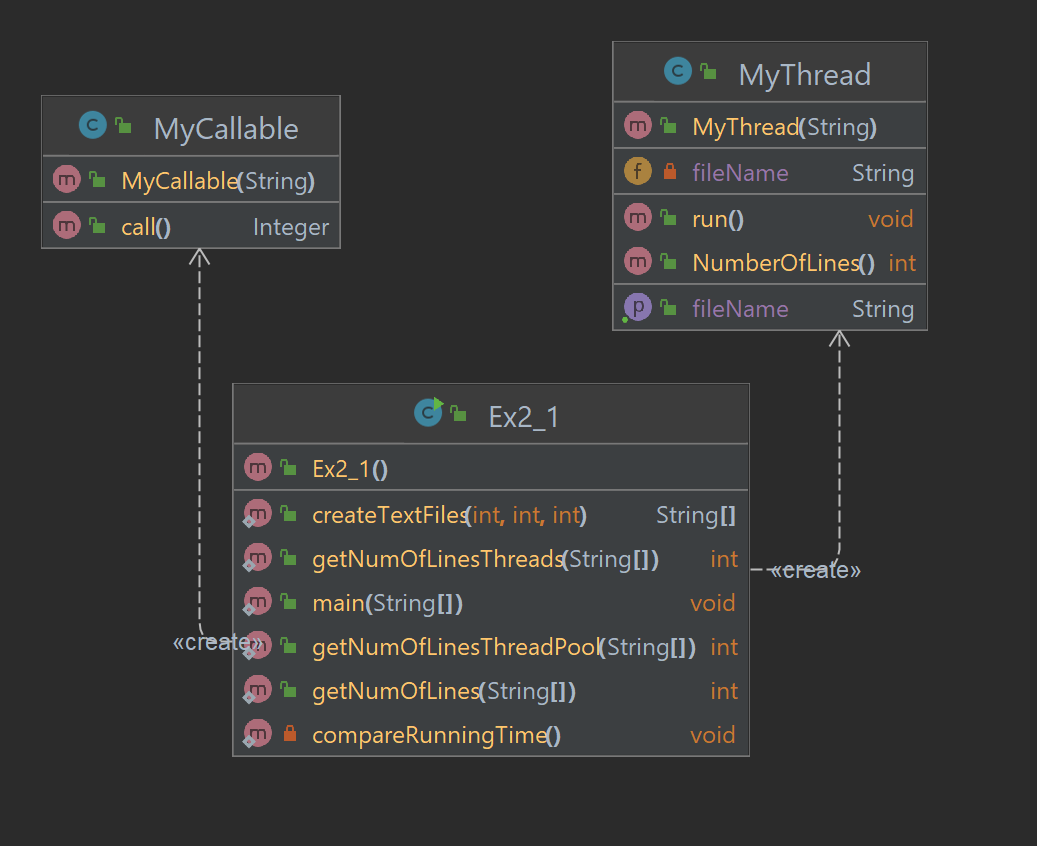 MyCallable
MyCallable(String)
call() Integer
MyThread
MyThread(String)
fileName String
run() void
NumberOfLines() int
fileName String
Ex2_1
Ex2_1()
createTextFiles(int, int, int) String[]
getNumOfLinesThreads(String[]) int
main(String[]) void
getNumOfLinesThreadPool(String[]) int
getNumOfLines(String[]) int
compareRunningTime() void
«create»
«create»